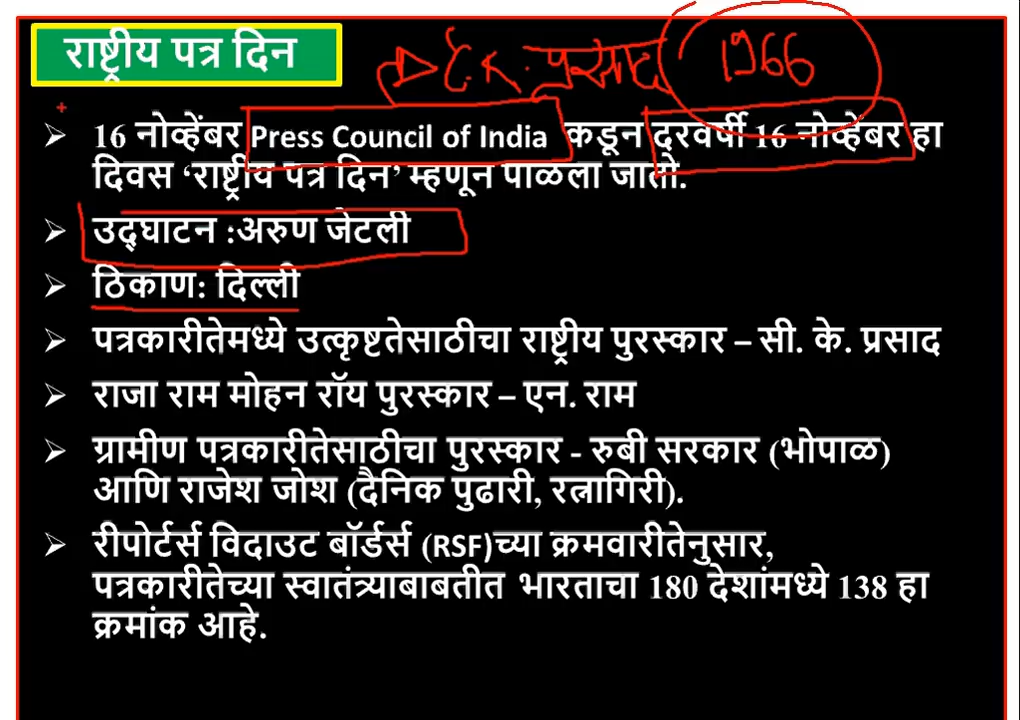 राष्ट्रीय पत्र दिन
सी. के. प्रसाद 1966
➢ 16 नोव्हेंबर Press Council of India कडून दरवर्षी 16 नोव्हेंबर हा
दिवस ‘राष्ट्रीय पत्र दिन’ म्हणून पाळला जातो.
➢ उद्घाटन :अरुण जेटली
➢ ठिकाण: दिल्ली
➢ पत्रकारीतेमध्ये उत्कृष्टतेसाठीचा राष्ट्रीय पुरस्कार – सी. के. प्रसाद
➢ राजा राम मोहन रॉय पुरस्कार – एन. राम
➢ ग्रामीण पत्रकारीतेसाठीचा पुरस्कार - रुबी सरकार (भोपाळ)
आणि राजेश जोश (दैनिक पुढारी, रत्नागिरी).
➢ रीपोर्टर्स विदाउट बॉर्डर्स (RSF)च्या क्रमवारीतेनुसार,
पत्रकारीतेच्या स्वातंत्र्याबाबतीत भारताचा 180 देशांमध्ये 138 हा
क्रमांक आहे.